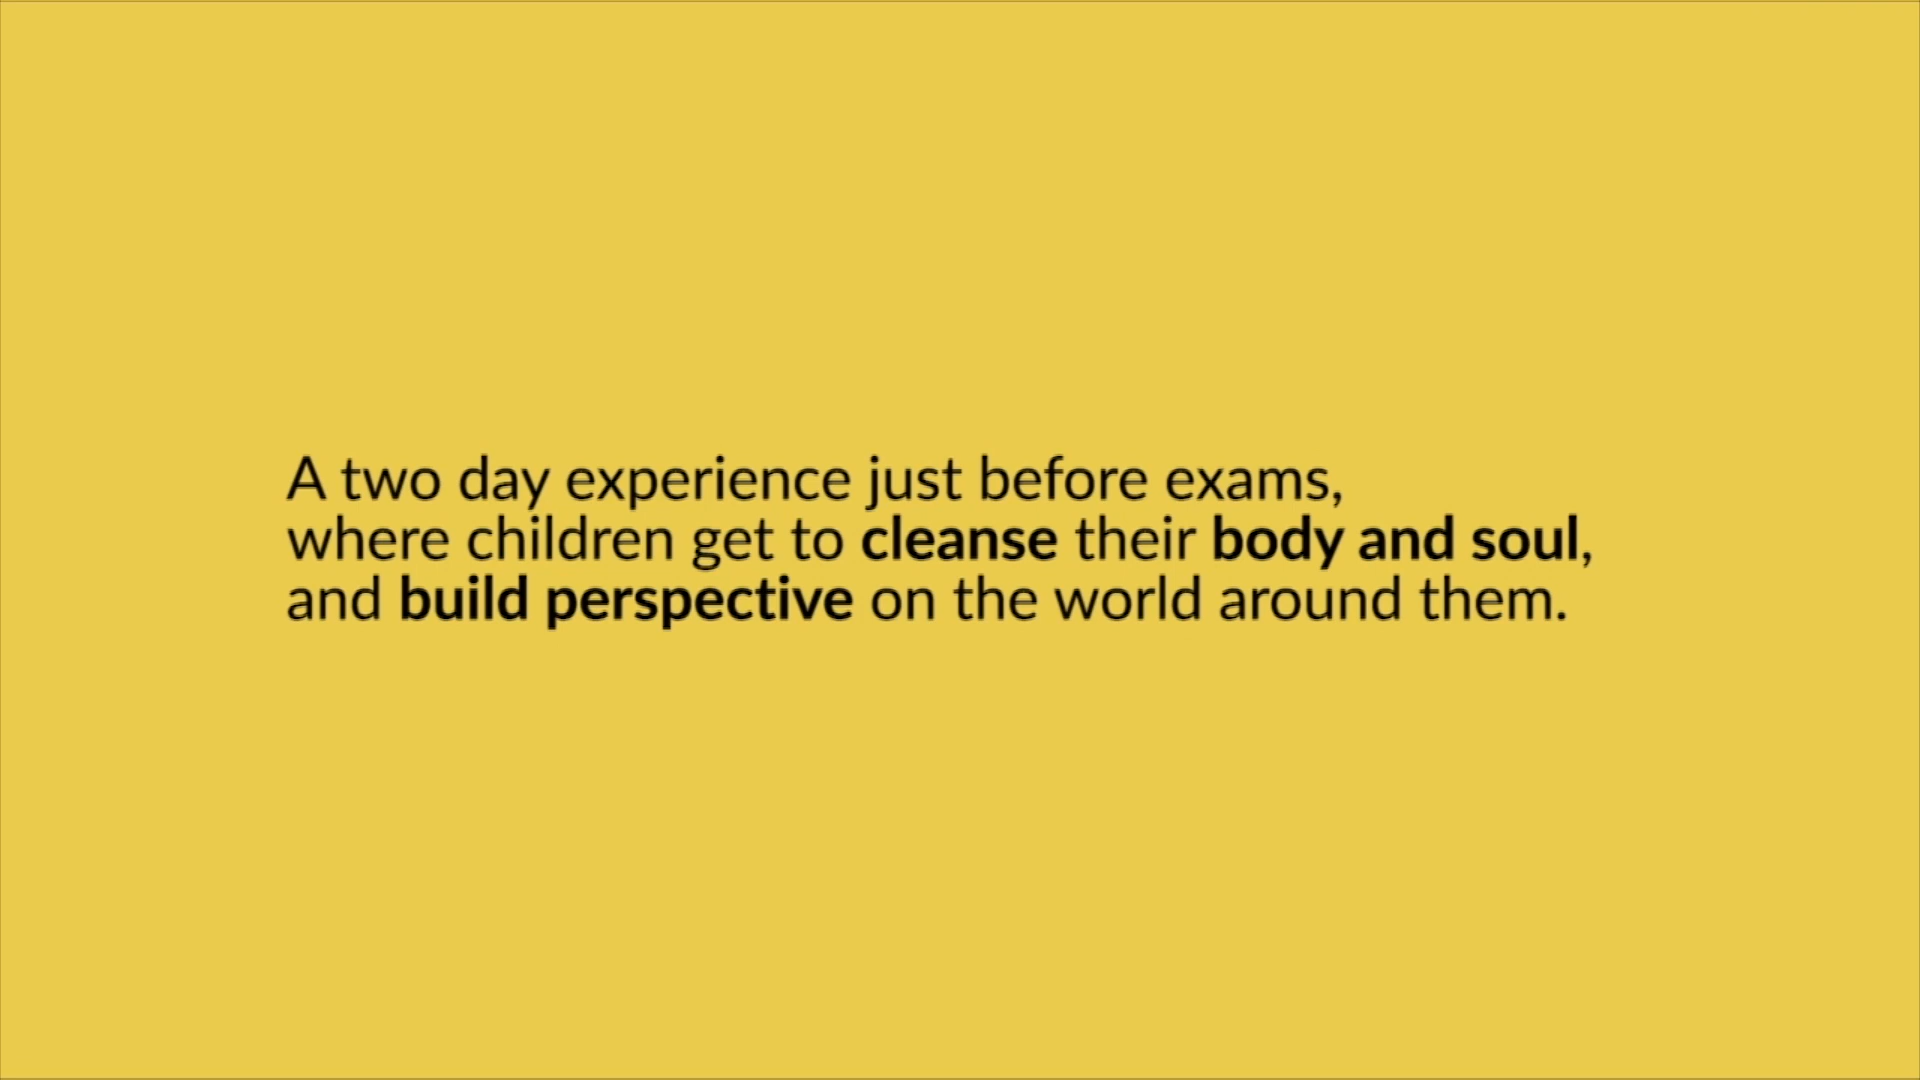 A two day experience just before exams,
where children get to cleanse their body and soul,
and build perspective on the world around them.